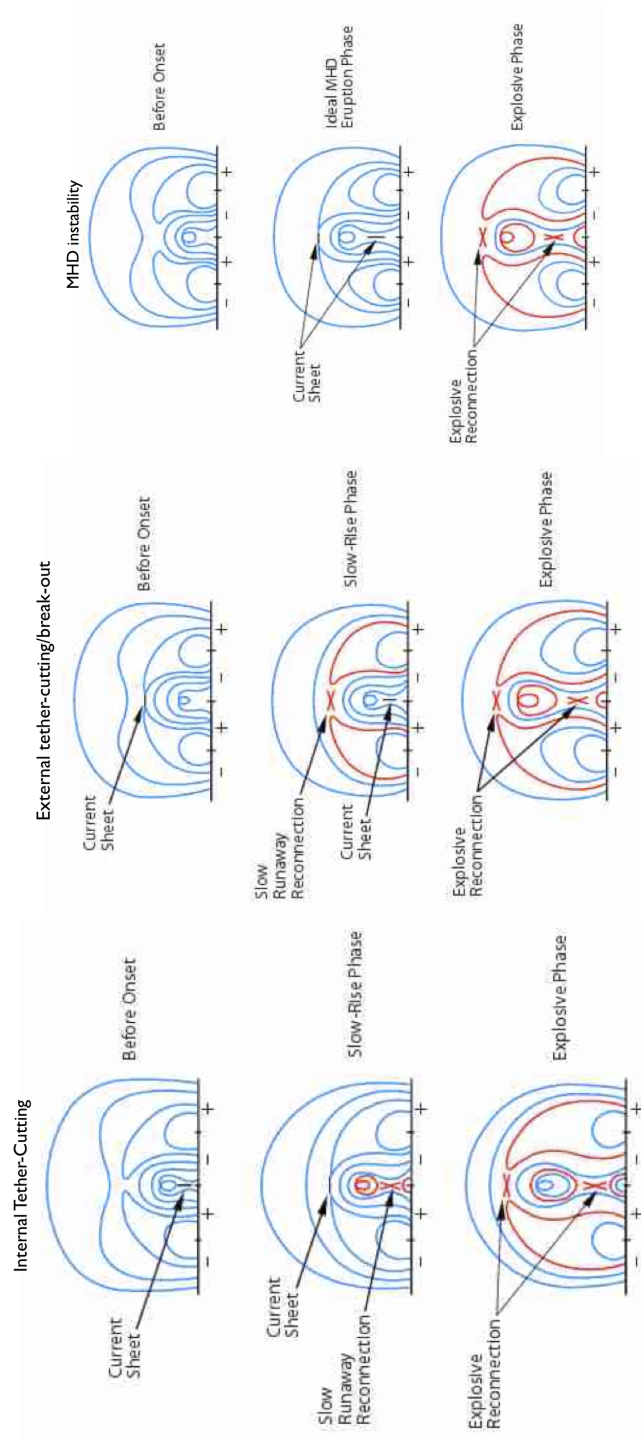 Internal Tether-Cutting
Before Onset
Current
Sheet
− + − +
Slow-Rise Phase
Current
Sheet
Slow
Runaway
Reconnection
− + − +
Explosive Phase
Explosive
Reconnection
− + − +
External tether-cutting/break-out
Before Onset
Current
Sheet
− + − +
Slow-Rise Phase
Slow
Runaway
Reconnection
Current
Sheet
− + − +
Explosive Phase
Explosive
Reconnection
− + − +
MHD instability
Before Onset
− + − +
Ideal MHD
Eruption Phase
Current
Sheet
− + − +
Explosive Phase
Explosive
Reconnection
− + − +